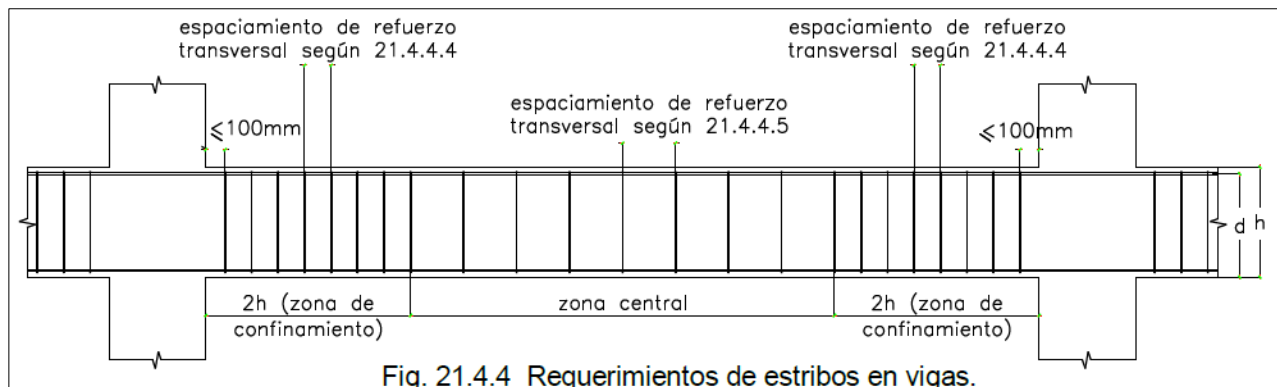 espaciamiento de refuerzo
transversal según 21.4.4.4
espaciamiento de refuerzo
transversal según 21.4.4.4
espaciamiento de refuerzo
transversal según 21.4.4.5
≤100mm
≤100mm
d
h
2h (zona de
confinamiento)
zona central
2h (zona de
confinamiento)
Fig. 21.4.4 Requerimientos de estribos en vigas.